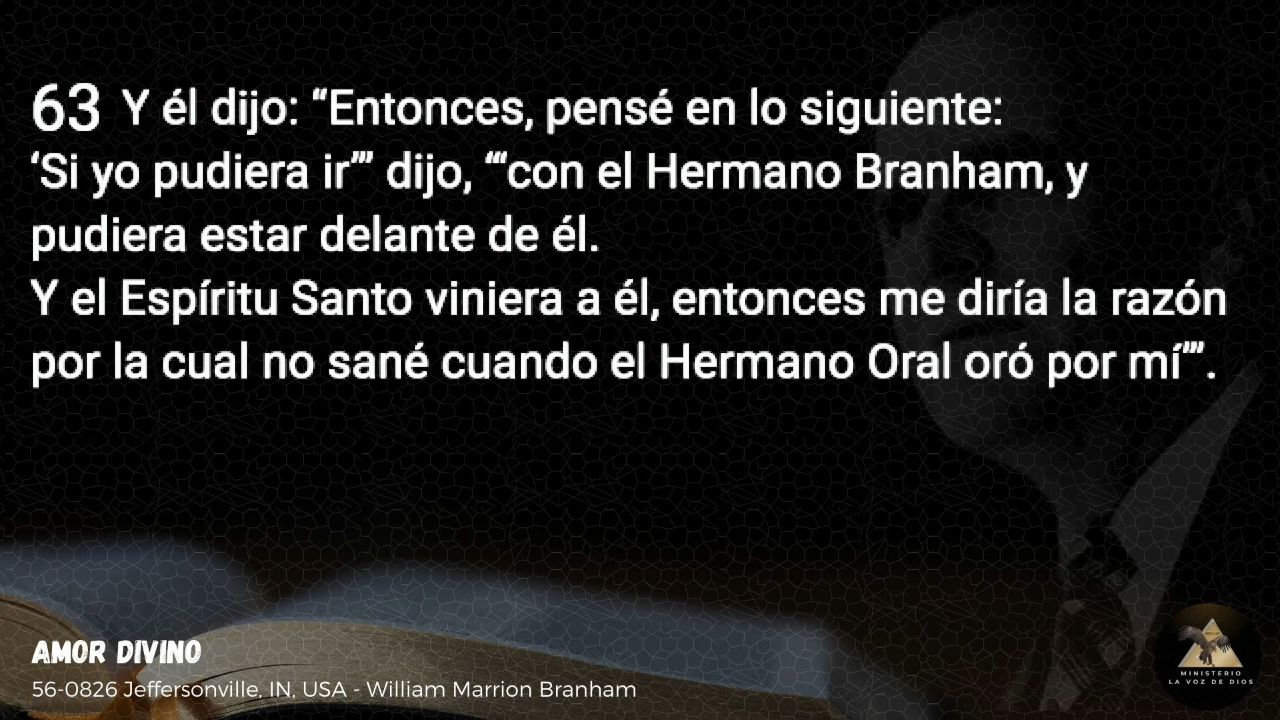 63 Y él dijo: “Entonces, pensé en lo siguiente:
‘Si yo pudiera ir’” dijo, “‘con el Hermano Branham, y
pudiera estar delante de él.
Y el Espíritu Santo viniera a él, entonces me diría la razón
por la cual no sané cuando el Hermano Oral oró por mí’”.
AMOR DIVINO
56-0826 Jeffersonville, IN, USA - William Marrion Branham
MINISTERIO
LA VOZ DE DIOS